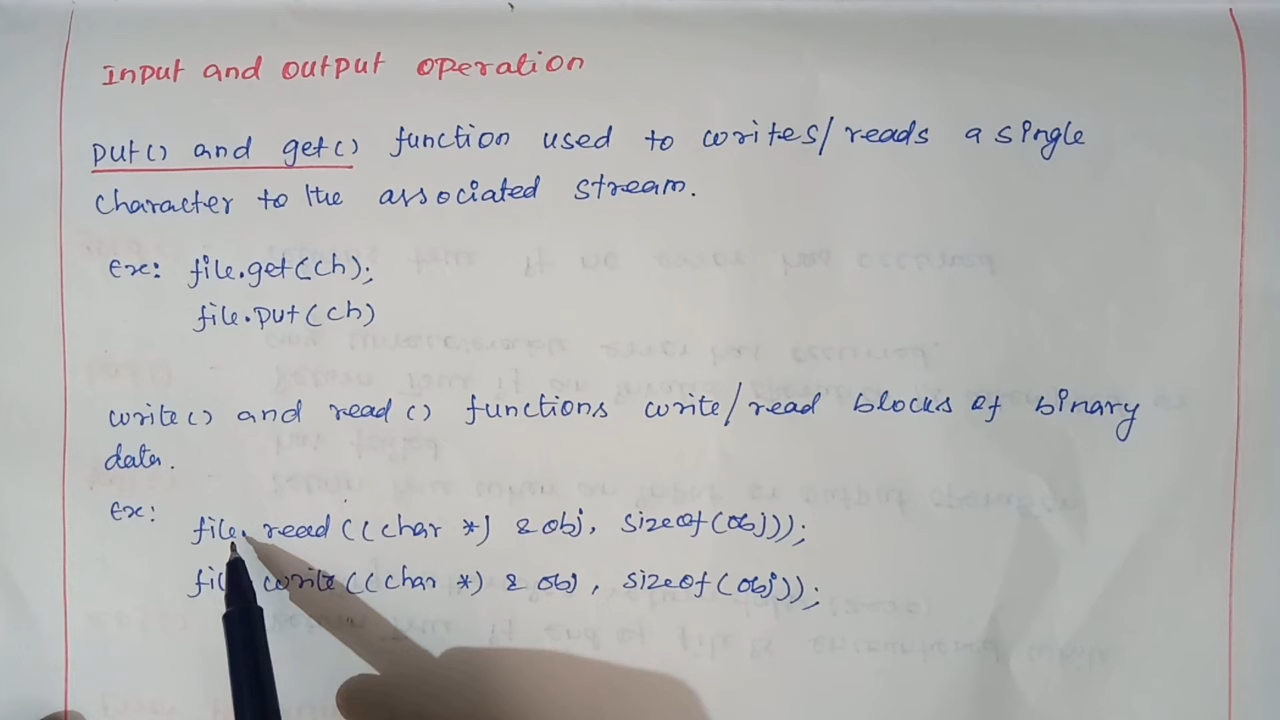 Input and output operation
put() and get() function used to writes/reads a single
character to the associated stream.
Ex: file.get(ch);
file.put(ch)
write() and read() functions write/read blocks of binary
data.
Ex:
file.read((char *) &obj, sizeof(obj));
file write((char *) &obj, sizeof(obj));